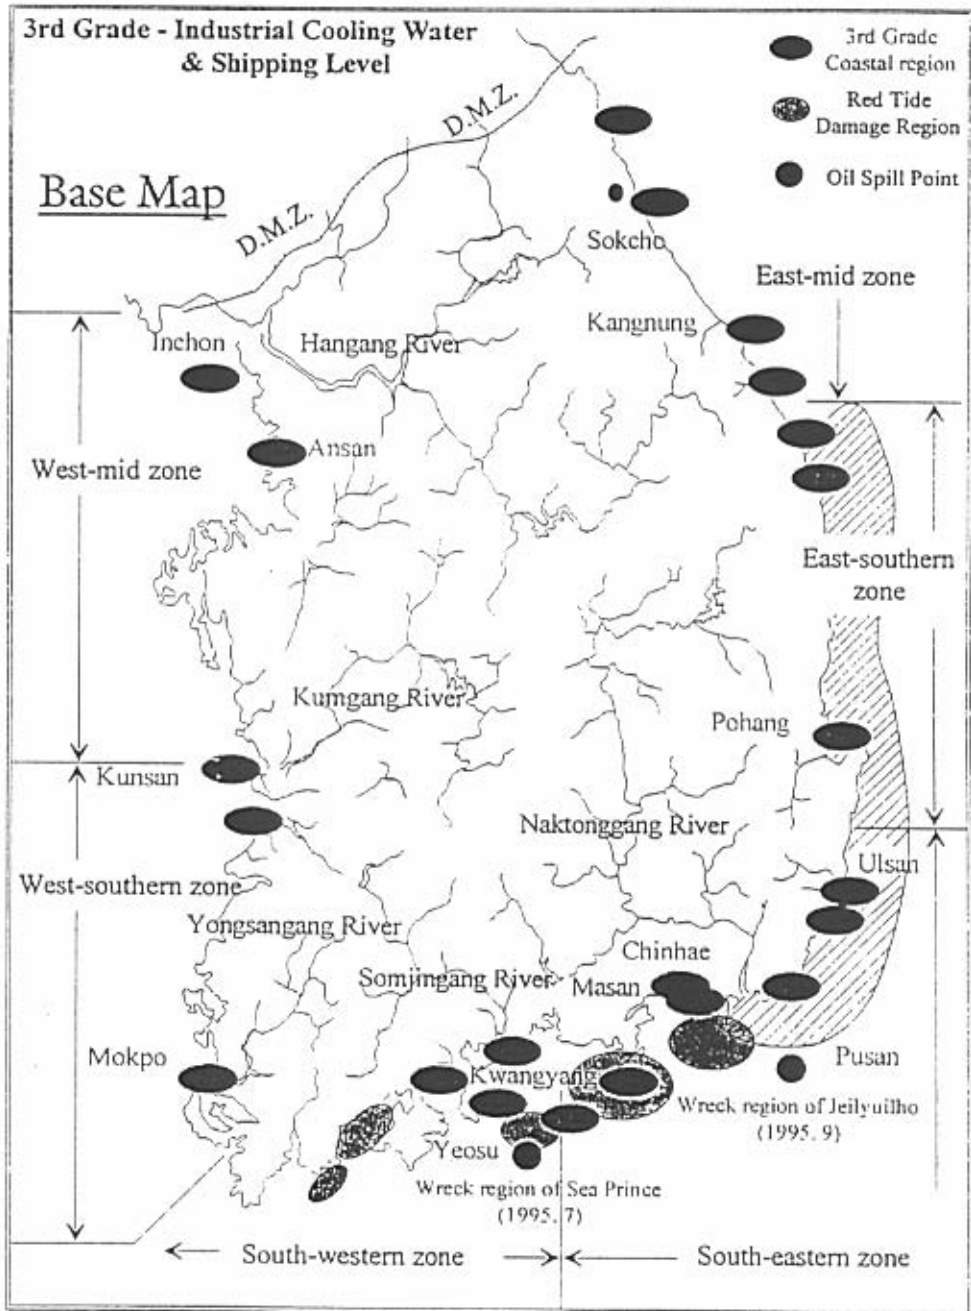 3rd Grade - Industrial Cooling Water
& Shipping Level
3rd Grade
Coastal region
Red Tide
Damage Region
Oil Spill Point
Base Map
D.M.Z.
D.M.Z.
Sokcho
East-mid zone
Kangnung
Inchon
Hangang River
Ansan
West-mid zone
East-southern
zone
Kumgang River
Pohang
Kunsan
Naktonggang River
Ulsan
West-southern zone
Yongsangang River
Chinhae
Somjingang River
Masan
Mokpo
Kwangyang
Pusan
Wreck region of Jeilyuilho
(1995. 9)
Yeosu
Wreck region of Sea Prince
(1995. 7)
South-western zone
South-eastern zone